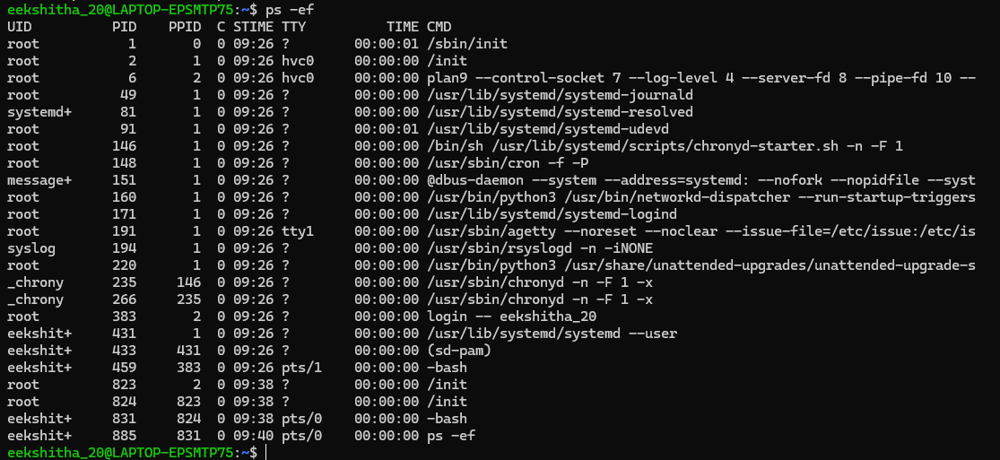 eekshitha_20@LAPTOP-EPSMTP75:~$ ps -ef
UID          PID    PPID  C STIME TTY          TIME CMD
root           1       0  0 09:26 ?        00:00:01 /sbin/init
root           2       1  0 09:26 hvc0     00:00:00 /init
root           6       2  0 09:26 hvc0     00:00:00 plan9 --control-socket 7 --log-level 4 --server-fd 8 --pipe-fd 10 --
root          49       1  0 09:26 ?        00:00:00 /usr/lib/systemd/systemd-journald
systemd+      81       1  0 09:26 ?        00:00:00 /usr/lib/systemd/systemd-resolved
root          91       1  0 09:26 ?        00:00:01 /usr/lib/systemd/systemd-udevd
root         146       1  0 09:26 ?        00:00:00 /bin/sh /usr/lib/systemd/scripts/chronyd-starter.sh -n -F 1
root         148       1  0 09:26 ?        00:00:00 /usr/sbin/cron -f -P
message+     151       1  0 09:26 ?        00:00:00 @dbus-daemon --system --address=systemd: --nofork --nopidfile --syst
root         160       1  0 09:26 ?        00:00:00 /usr/bin/python3 /usr/bin/networkd-dispatcher --run-startup-triggers
root         171       1  0 09:26 ?        00:00:00 /usr/lib/systemd/systemd-logind
root         191       1  0 09:26 tty1     00:00:00 /usr/sbin/agetty --noreset --noclear --issue-file=/etc/issue:/etc/is
syslog       194       1  0 09:26 ?        00:00:00 /usr/sbin/rsyslogd -n -iNONE
root         220       1  0 09:26 ?        00:00:00 /usr/bin/python3 /usr/share/unattended-upgrades/unattended-upgrade-s
_chrony      235     146  0 09:26 ?        00:00:00 /usr/sbin/chronyd -n -F 1 -x
_chrony      266     235  0 09:26 ?        00:00:00 /usr/sbin/chronyd -n -F 1 -x
root         383       2  0 09:26 ?        00:00:00 login -- eekshitha_20
eekshit+     431       1  0 09:26 ?        00:00:00 /usr/lib/systemd/systemd --user
eekshit+     433     431  0 09:26 ?        00:00:00 (sd-pam)
eekshit+     459     383  0 09:26 pts/1    00:00:00 -bash
root         823       2  0 09:38 ?        00:00:00 /init
root         824     823  0 09:38 ?        00:00:00 /init
eekshit+     831     824  0 09:38 pts/0    00:00:00 -bash
eekshit+     885     831  0 09:40 pts/0    00:00:00 ps -ef
eekshitha_20@LAPTOP-EPSMTP75:~$